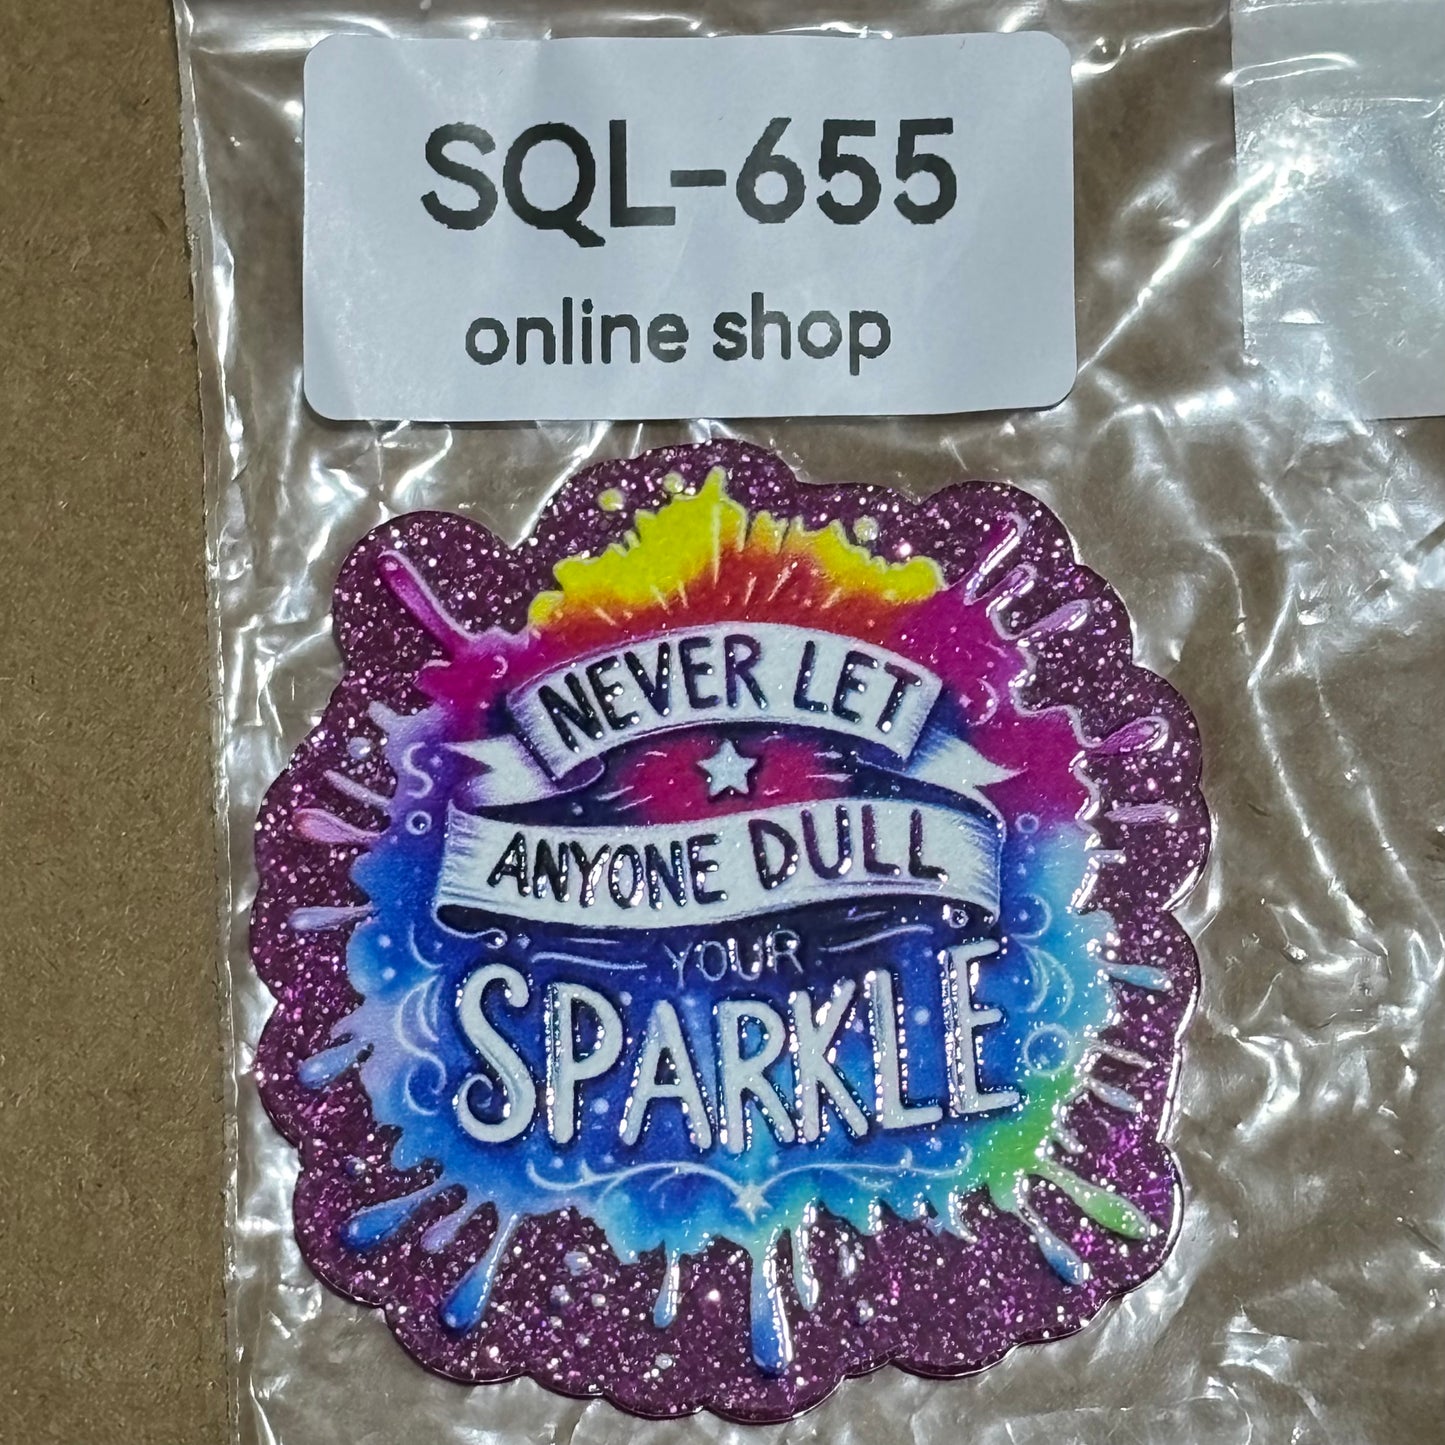 SQL-655
online shop
NEVER LET
ANYONE DULL
YOUR
SPARKLE